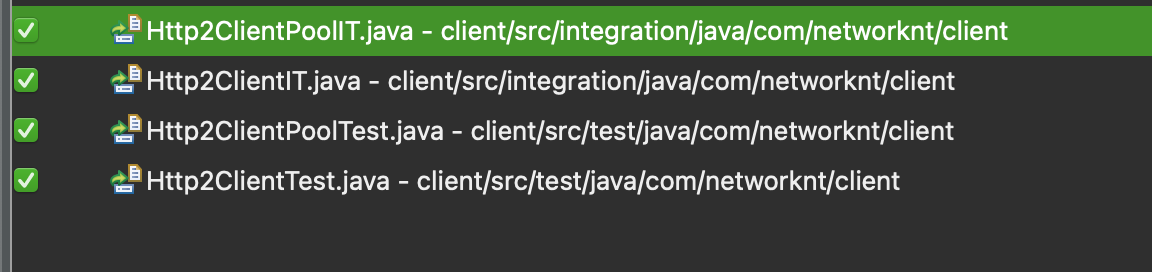 Http2ClientPoolIT.java - client/src/integration/java/com/networknt/client
Http2ClientIT.java - client/src/integration/java/com/networknt/client
Http2ClientPoolTest.java - client/src/test/java/com/networknt/client
Http2ClientTest.java - client/src/test/java/com/networknt/client